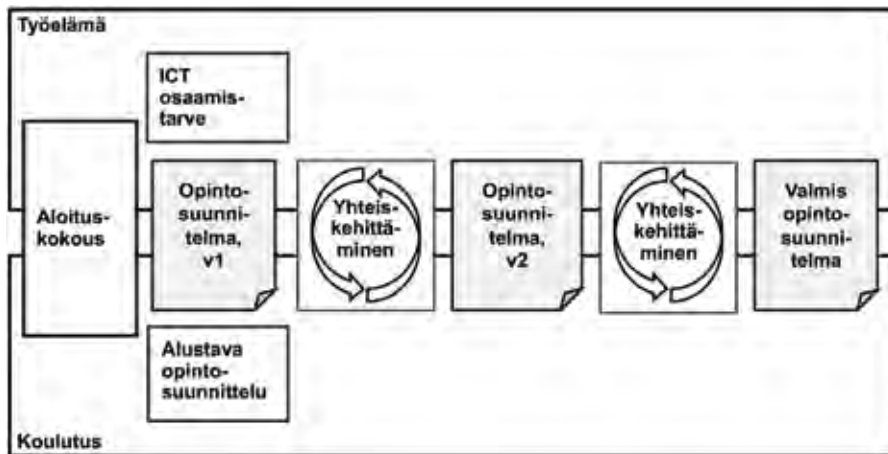 Työelämä
ICT
osaamis-
tarve
Aloitus-
kokous
Opinto-
suunni-
telma,
v1
Yhteis-
kehittä-
minen
Opinto-
suunni-
telma,
v2
Yhteis-
kehittä-
minen
Valmis
opinto-
suunni-
telma
Alustava
opinto-
suunnittelu
Koulutus